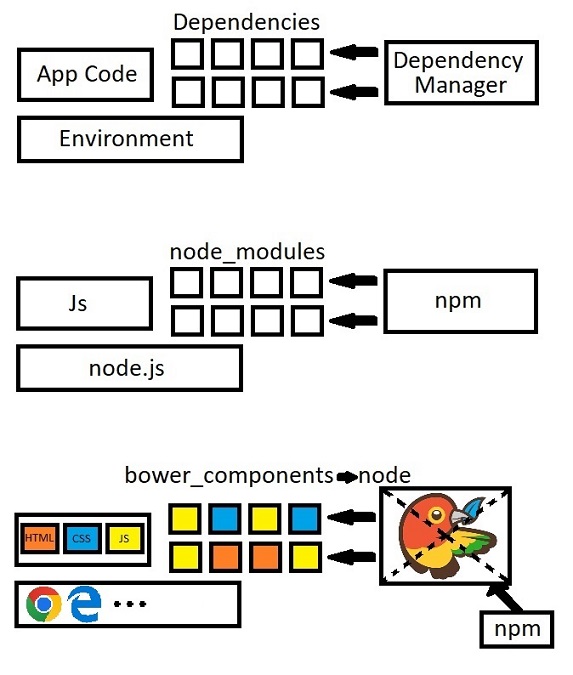 Dependencies
App Code
Dependency
Manager
Environment
node_modules
Js
npm
node.js
bower_components node
HTML CSS JS
npm